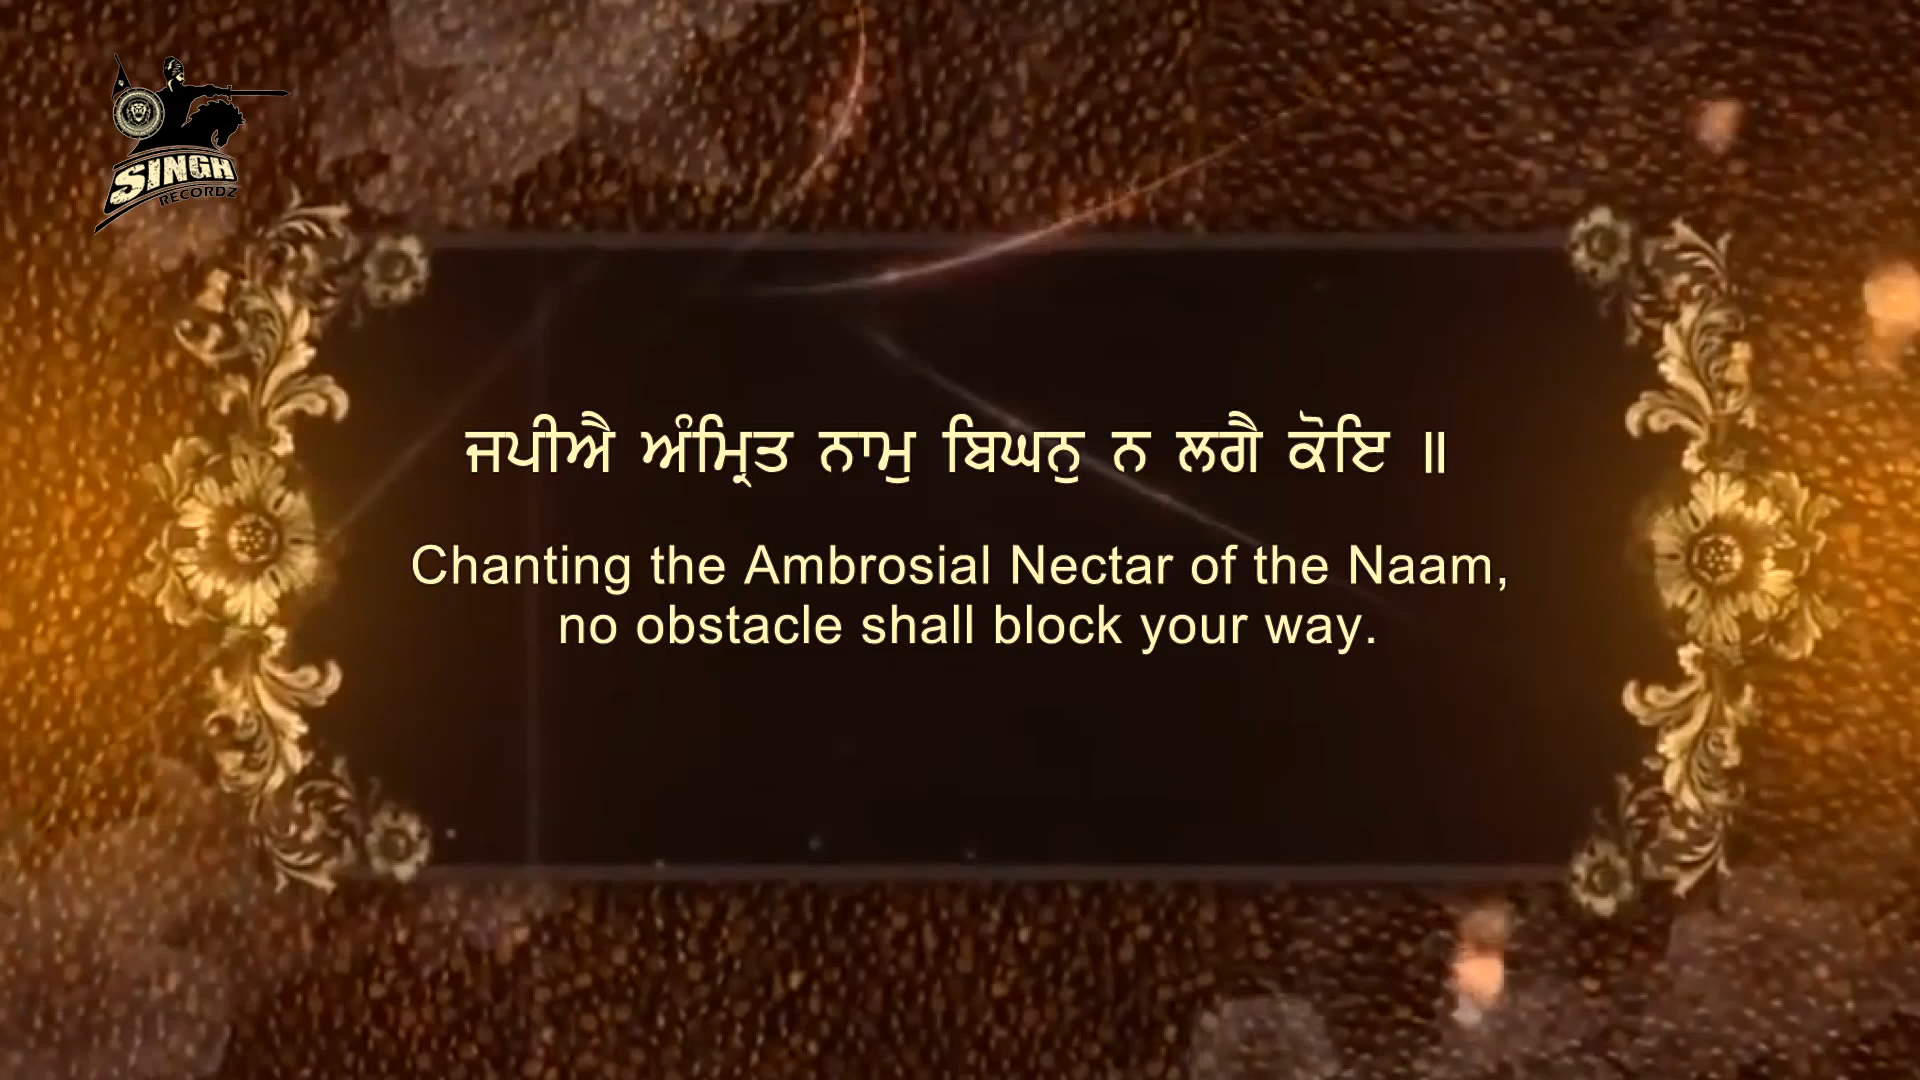 SINGH
RECORDZ
ਜਪੀਐ ਅੰਮ੍ਰਿਤ ਨਾਮੁ ਬਿਘਨੁ ਨ ਲਗੈ ਕੋਇ ॥
Chanting the Ambrosial Nectar of the Naam,
no obstacle shall block your way.